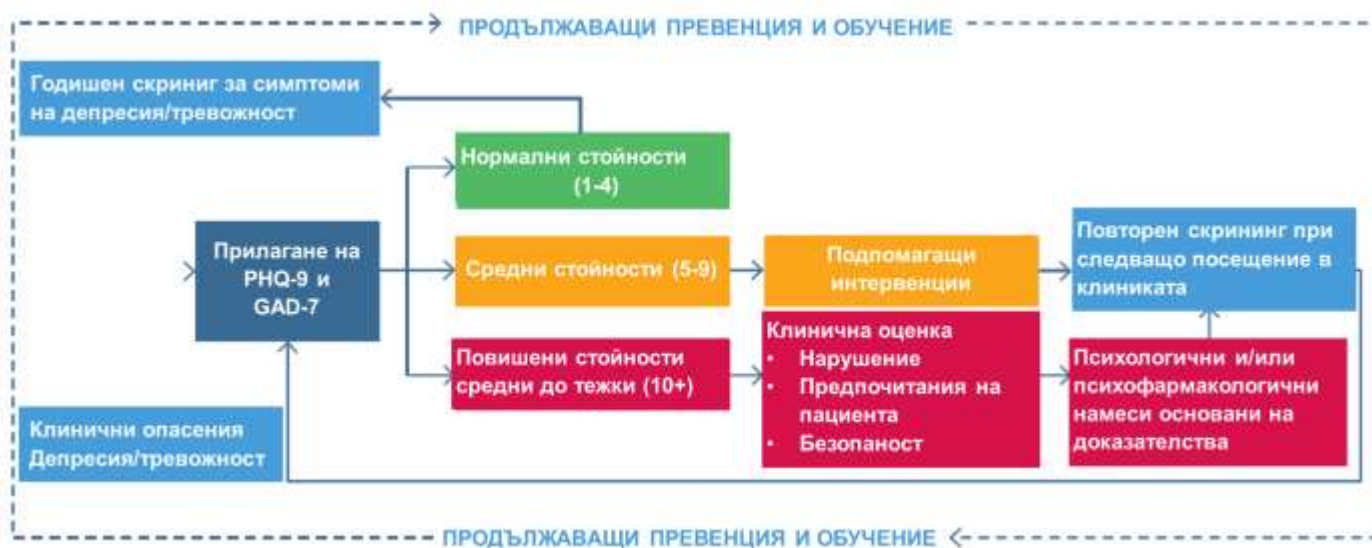 ПРОДЪЛЖАВАЩИ ПРЕВЕНЦИЯ И ОБУЧЕНИЕ
Годишен скриниг за симптоми
на депресия/тревожност
Нормални стойности
(1-4)
Прилагане на
PHQ-9 и
GAD-7
Средни стойности (5-9)
Подпомагащи
интервенции
Повторен скрининг при
следващо посещение в
клиниката
Повишени стойности
средни до тежки (10+)
Клинична оценка
• Нарушение
• Предпочитания на
пациента
• Безопаност
Психологични и/или
психофармакологични
намеси основани на
доказателства
Клинични опасения
Депресия/тревожност
ПРОДЪЛЖАВАЩИ ПРЕВЕНЦИЯ И ОБУЧЕНИЕ